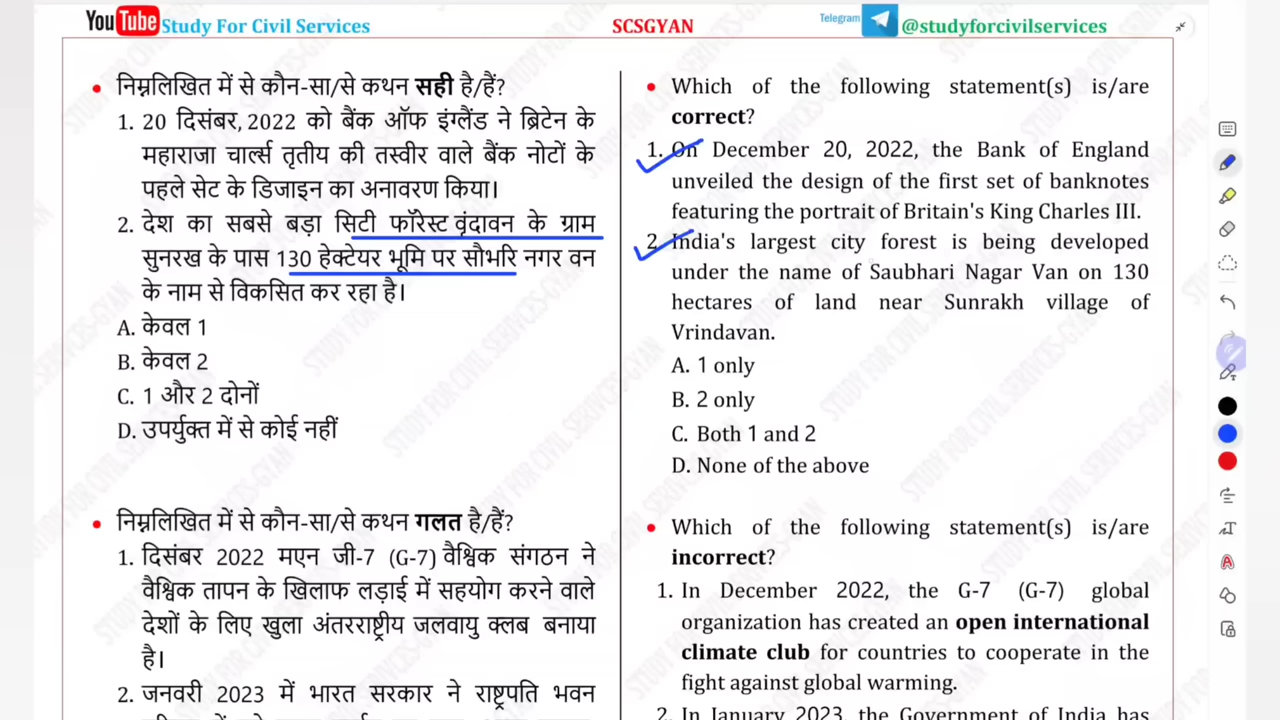 You Tube Study For Civil Services
SCSGYAN
Telegram @studyforcivilservices
निम्नलिखित में से कौन-सा/से कथन सही है/हैं?
1. 20 दिसंबर, 2022 को बैंक ऑफ इंग्लैंड ने ब्रिटेन के
महाराजा चार्ल्स तृतीय की तस्वीर वाले बैंक नोटों के
पहले सेट के डिजाइन का अनावरण किया।
2. देश का सबसे बड़ा सिटी फॉरेस्ट वृंदावन के ग्राम
सुनरख के पास 130 हेक्टेयर भूमि पर सौभरि नगर वन
के नाम से विकसित कर रहा है।
A. केवल 1
B. केवल 2
C. 1 और 2 दोनों
D. उपर्युक्त में से कोई नहीं
निम्नलिखित में से कौन-सा/से कथन गलत है/हैं?
1. दिसंबर 2022 मएन जी-7 (G-7) वैश्विक संगठन ने
वैश्विक तापन के खिलाफ लड़ाई में सहयोग करने वाले
देशों के लिए खुला अंतरराष्ट्रीय जलवायु क्लब बनाया
है।
2. जनवरी 2023 में भारत सरकार ने राष्ट्रपति भवन
Which of the following statement(s) is/are
correct?
1. On December 20, 2022, the Bank of England
unveiled the design of the first set of banknotes
featuring the portrait of Britain's King Charles III.
2. India's largest city forest is being developed
under the name of Saubhari Nagar Van on 130
hectares of land near Sunrakh village of
Vrindavan.
A. 1 only
B. 2 only
C. Both 1 and 2
D. None of the above
Which of the following statement(s) is/are
incorrect?
1. In December 2022, the G-7 (G-7) global
organization has created an open international
climate club for countries to cooperate in the
fight against global warming.
2. In January 2023, the Government of India has